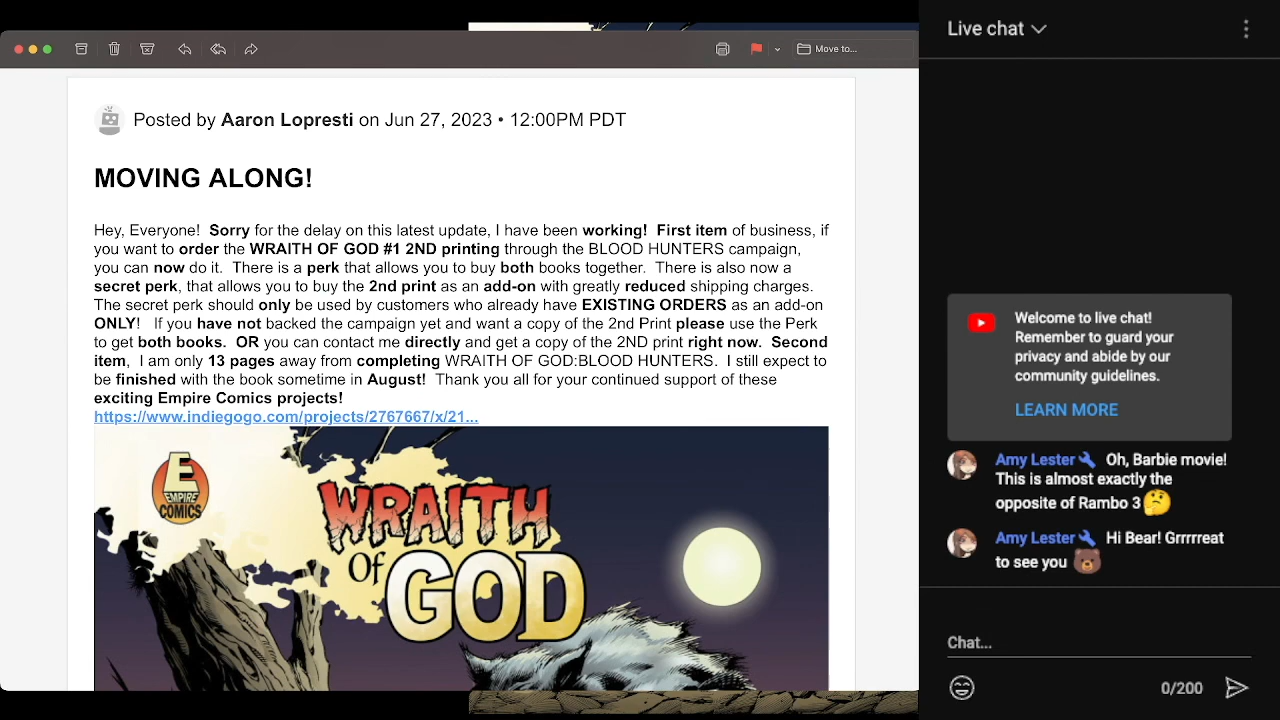 Move to...
Posted by Aaron Lopresti on Jun 27, 2023 • 12:00PM PDT
MOVING ALONG!
Hey, Everyone!  Sorry for the delay on this latest update, I have been working!  First item of business, if
you want to order the WRAITH OF GOD #1 2ND printing through the BLOOD HUNTERS campaign,
you can now do it.  There is a perk that allows you to buy both books together.  There is also now a
secret perk, that allows you to buy the 2nd print as an add-on with greatly reduced shipping charges.
The secret perk should only be used by customers who already have EXISTING ORDERS as an add-on
ONLY!   If you have not backed the campaign yet and want a copy of the 2nd Print please use the Perk
to get both books.  OR you can contact me directly and get a copy of the 2ND print right now.  Second
item,  I am only 13 pages away from completing WRAITH OF GOD:BLOOD HUNTERS.  I still expect to
be finished with the book sometime in August!  Thank you all for your continued support of these
exciting Empire Comics projects!
https://www.indiegogo.com/projects/2767667/x/21...
E
EMPIRE
COMICS
WRAITH
OF
GOD
Live chat
Welcome to live chat!
Remember to guard your
privacy and abide by our
community guidelines.
LEARN MORE
Amy Lester Oh, Barbie movie!
This is almost exactly the
opposite of Rambo 3🤔
Amy Lester Hi Bear! Grrrrreat
to see you 🐻
Chat...
0/200